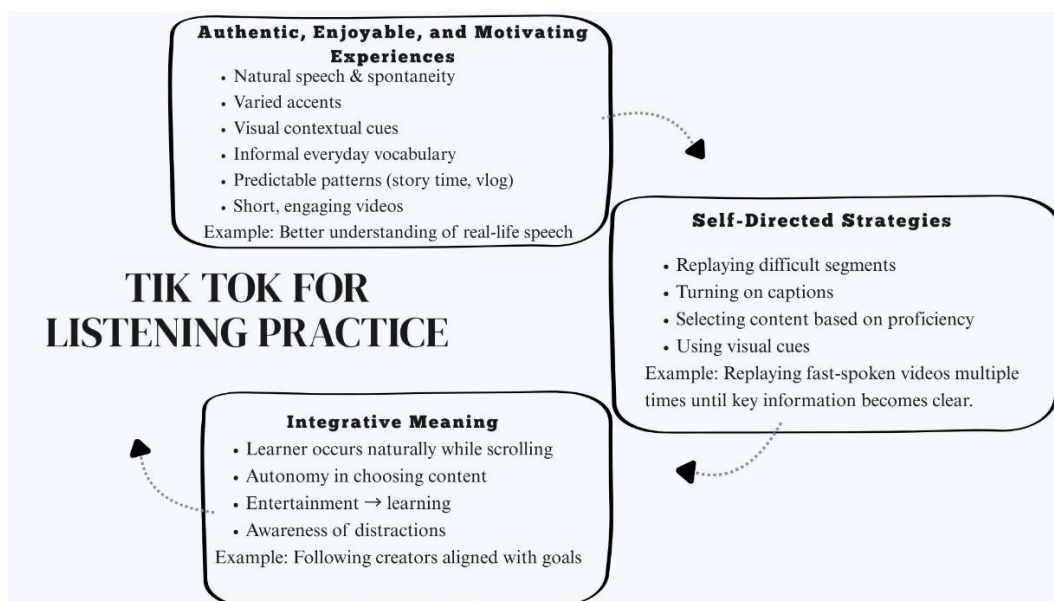 Authentic, Enjoyable, and Motivating
Experiences
• Natural speech & spontaneity
• Varied accents
• Visual contextual cues
• Informal everyday vocabulary
• Predictable patterns (story time, vlog)
• Short, engaging videos
Example: Better understanding of real-life speech
TIK TOK FOR
LISTENING PRACTICE
Self-Directed Strategies
• Replaying difficult segments
• Turning on captions
• Selecting content based on proficiency
• Using visual cues
Example: Replaying fast-spoken videos multiple
times until key information becomes clear.
Integrative Meaning
• Learner occurs naturally while scrolling
• Autonomy in choosing content
• Entertainment → learning
• Awareness of distractions
Example: Following creators aligned with goals